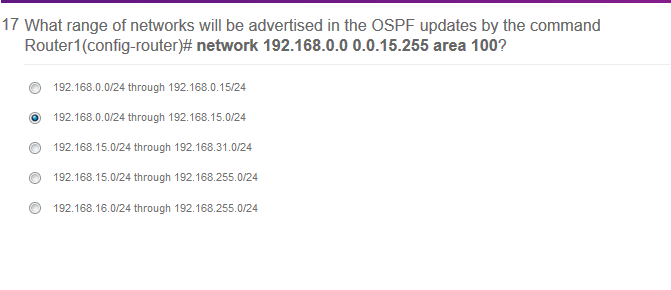 17 What range of networks will be advertised in the OSPF updates by the command
Router1(config-router)# network 192.168.0.0 0.0.15.255 area 100?
192.168.0.0/24 through 192.168.0.15/24
192.168.0.0/24 through 192.168.15.0/24
192.168.15.0/24 through 192.168.31.0/24
192.168.15.0/24 through 192.168.255.0/24
192.168.16.0/24 through 192.168.255.0/24